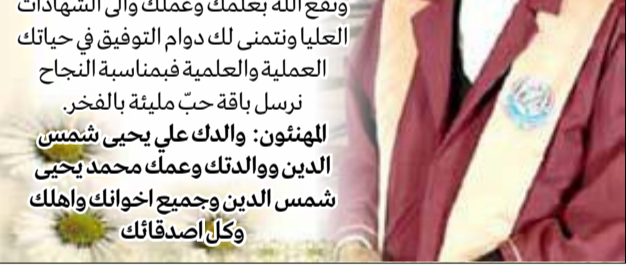 ونفع الله بعلمك وعملك والى الشهادات
العليا ونتمنى لك دوام التوفيق في حياتك
العملية والعلمية فبمناسبة النجاح
نرسل باقة حبّ مليئة بالفخر.
المهنئون: والدك علي يحيى شمس
الدين ووالدتك وعمك محمد يحيى
شمس الدين وجميع اخوانك واهلك
وكل اصدقائك